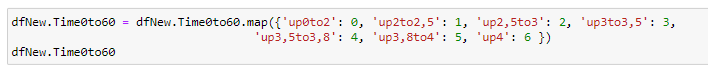 dfNew.Time0to60 = dfNew.Time0to60.map({'up0to2': 0, 'up2to2,5': 1, 'up2,5to3': 2, 'up3to3,5': 3,
'up3,5to3,8': 4, 'up3,8to4': 5, 'up4': 6 })
dfNew.Time0to60